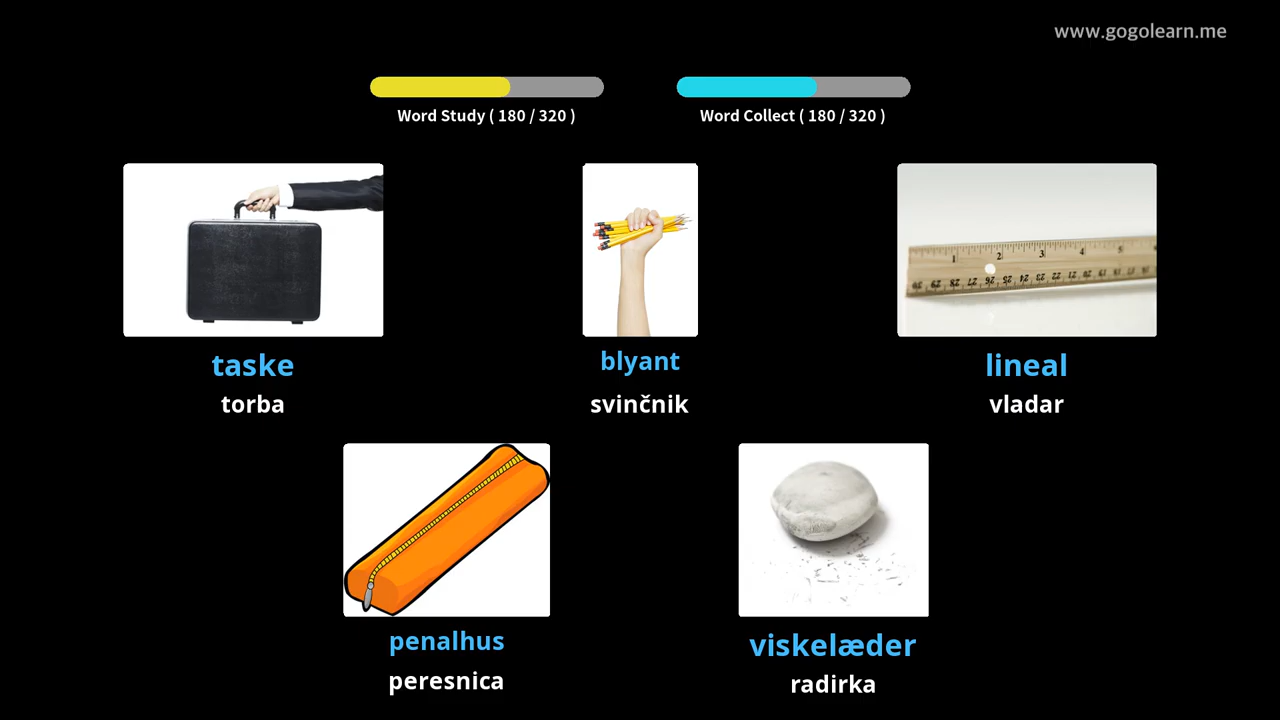 www.gogolearn.me
Word Study ( 180 / 320 )
Word Collect ( 180 / 320 )
taske
torba
blyant
svinčnik
lineal
vladar
penalhus
peresnica
viskelæder
radirka